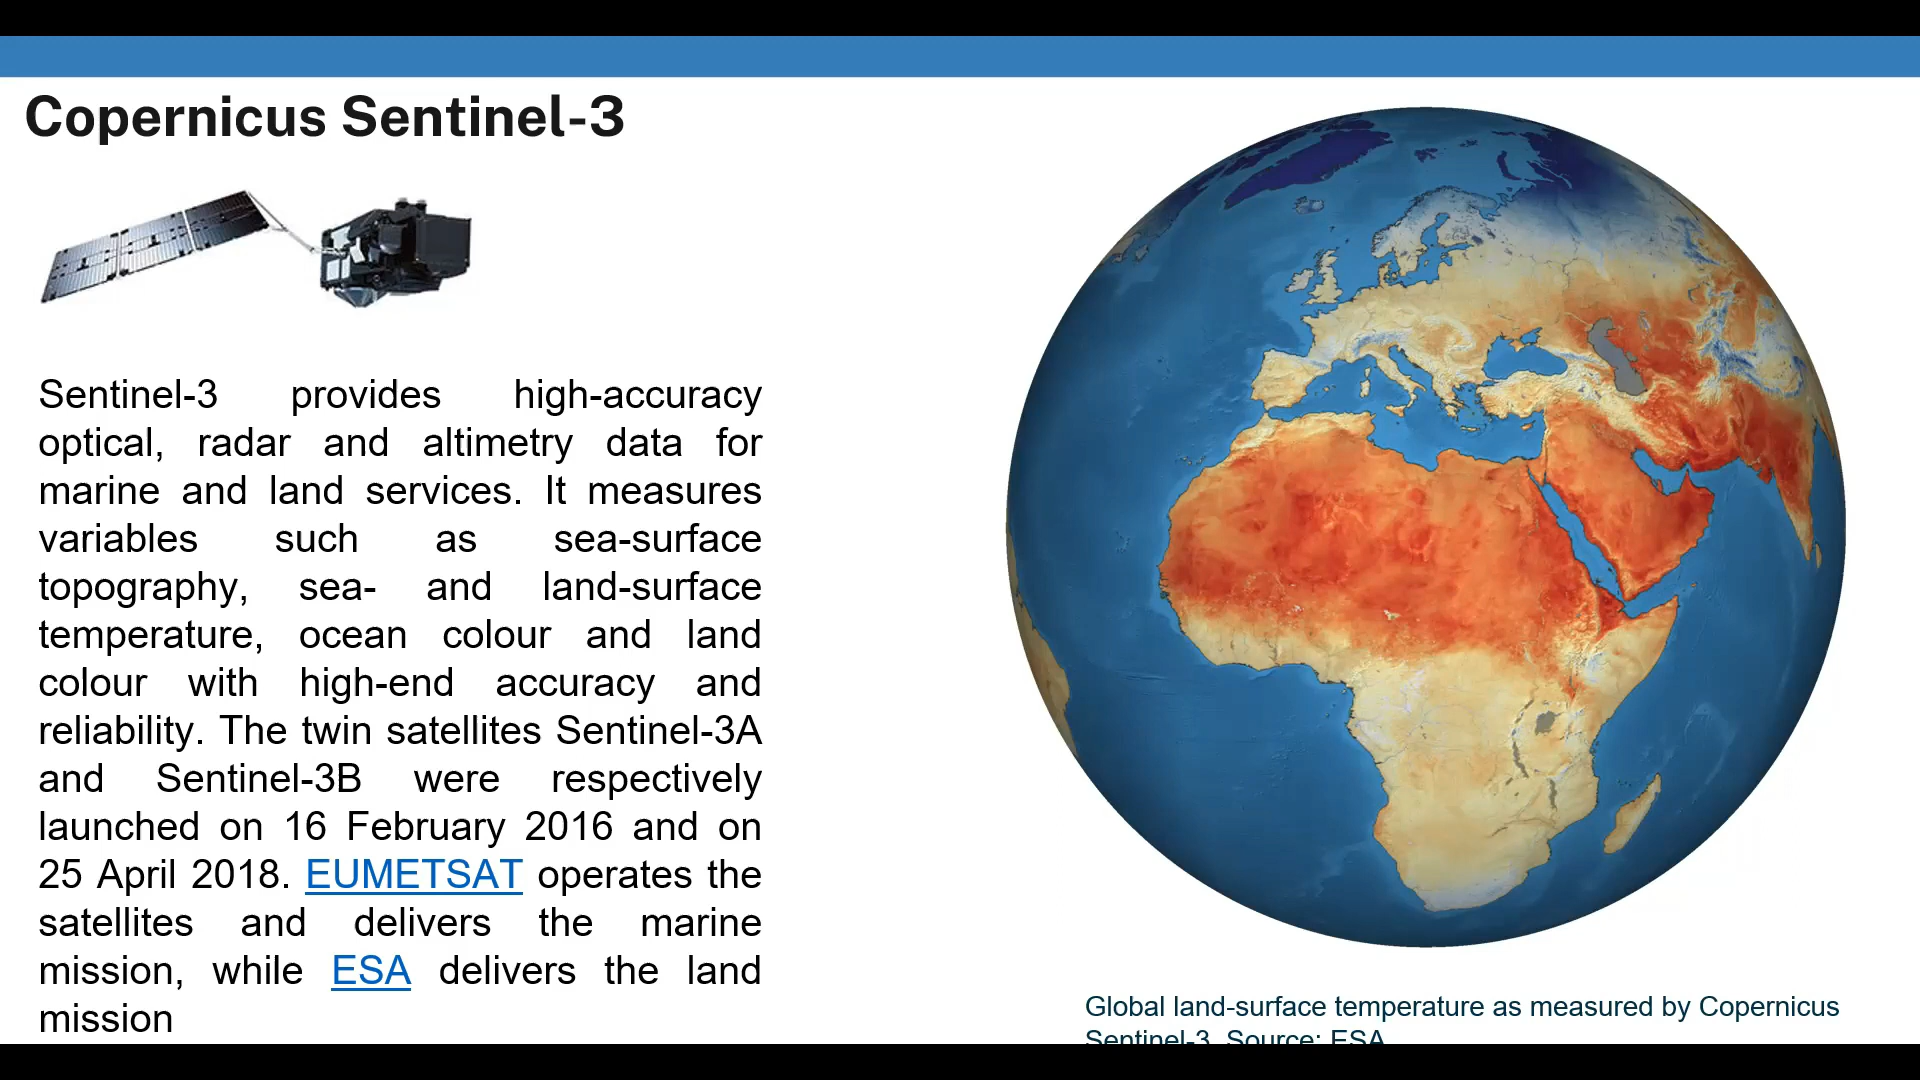 Copernicus Sentinel-3
Sentinel-3 provides high-accuracy
optical, radar and altimetry data for
marine and land services. It measures
variables such as sea-surface
topography, sea- and land-surface
temperature, ocean colour and land
colour with high-end accuracy and
reliability. The twin satellites Sentinel-3A
and Sentinel-3B were respectively
launched on 16 February 2016 and on
25 April 2018. EUMETSAT operates the
satellites and delivers the marine
mission, while ESA delivers the land
mission
Global land-surface temperature as measured by Copernicus
Sentinel-3. Source: ESA